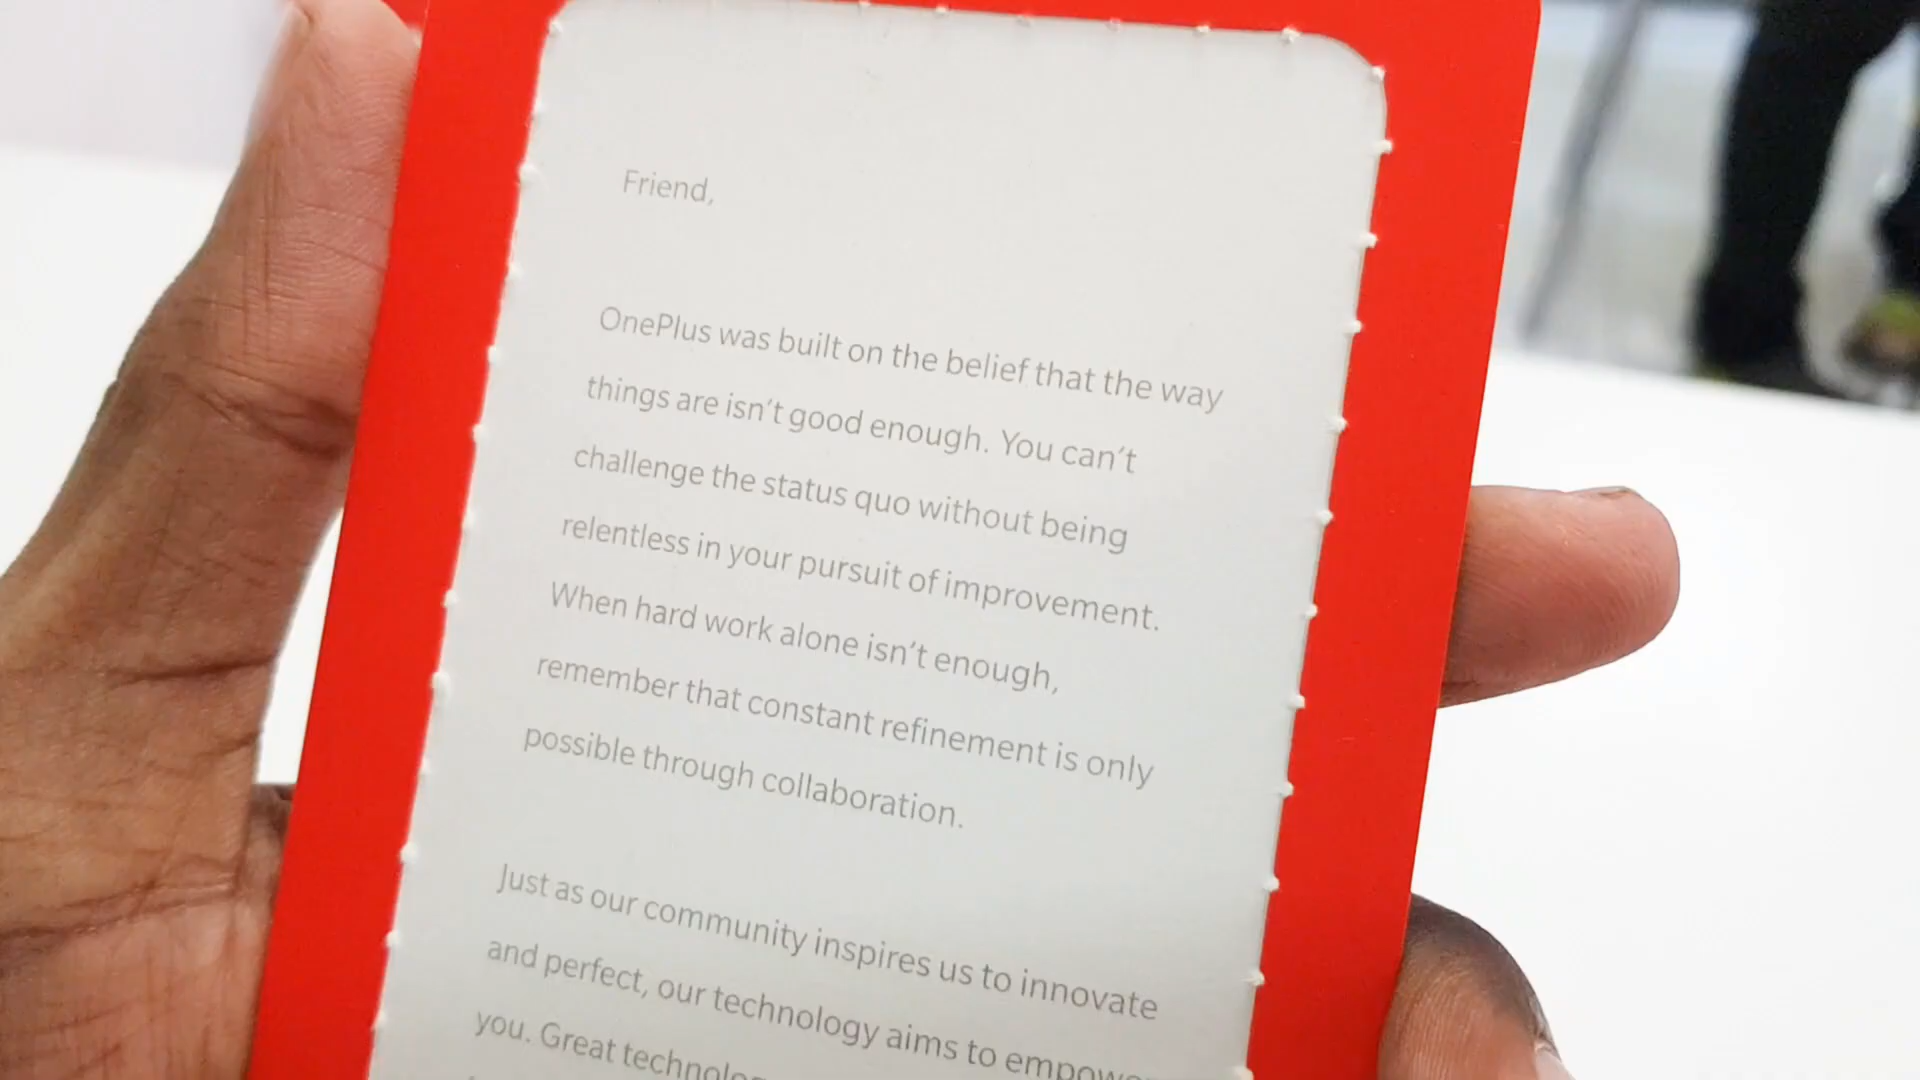 Friend,
OnePlus was built on the belief that the way
things are isn't good enough. You can't
challenge the status quo without being
relentless in your pursuit of improvement.
When hard work alone isn't enough,
remember that constant refinement is only
possible through collaboration.
Just as our community inspires us to innovate
and perfect, our technology aims to
you. Great